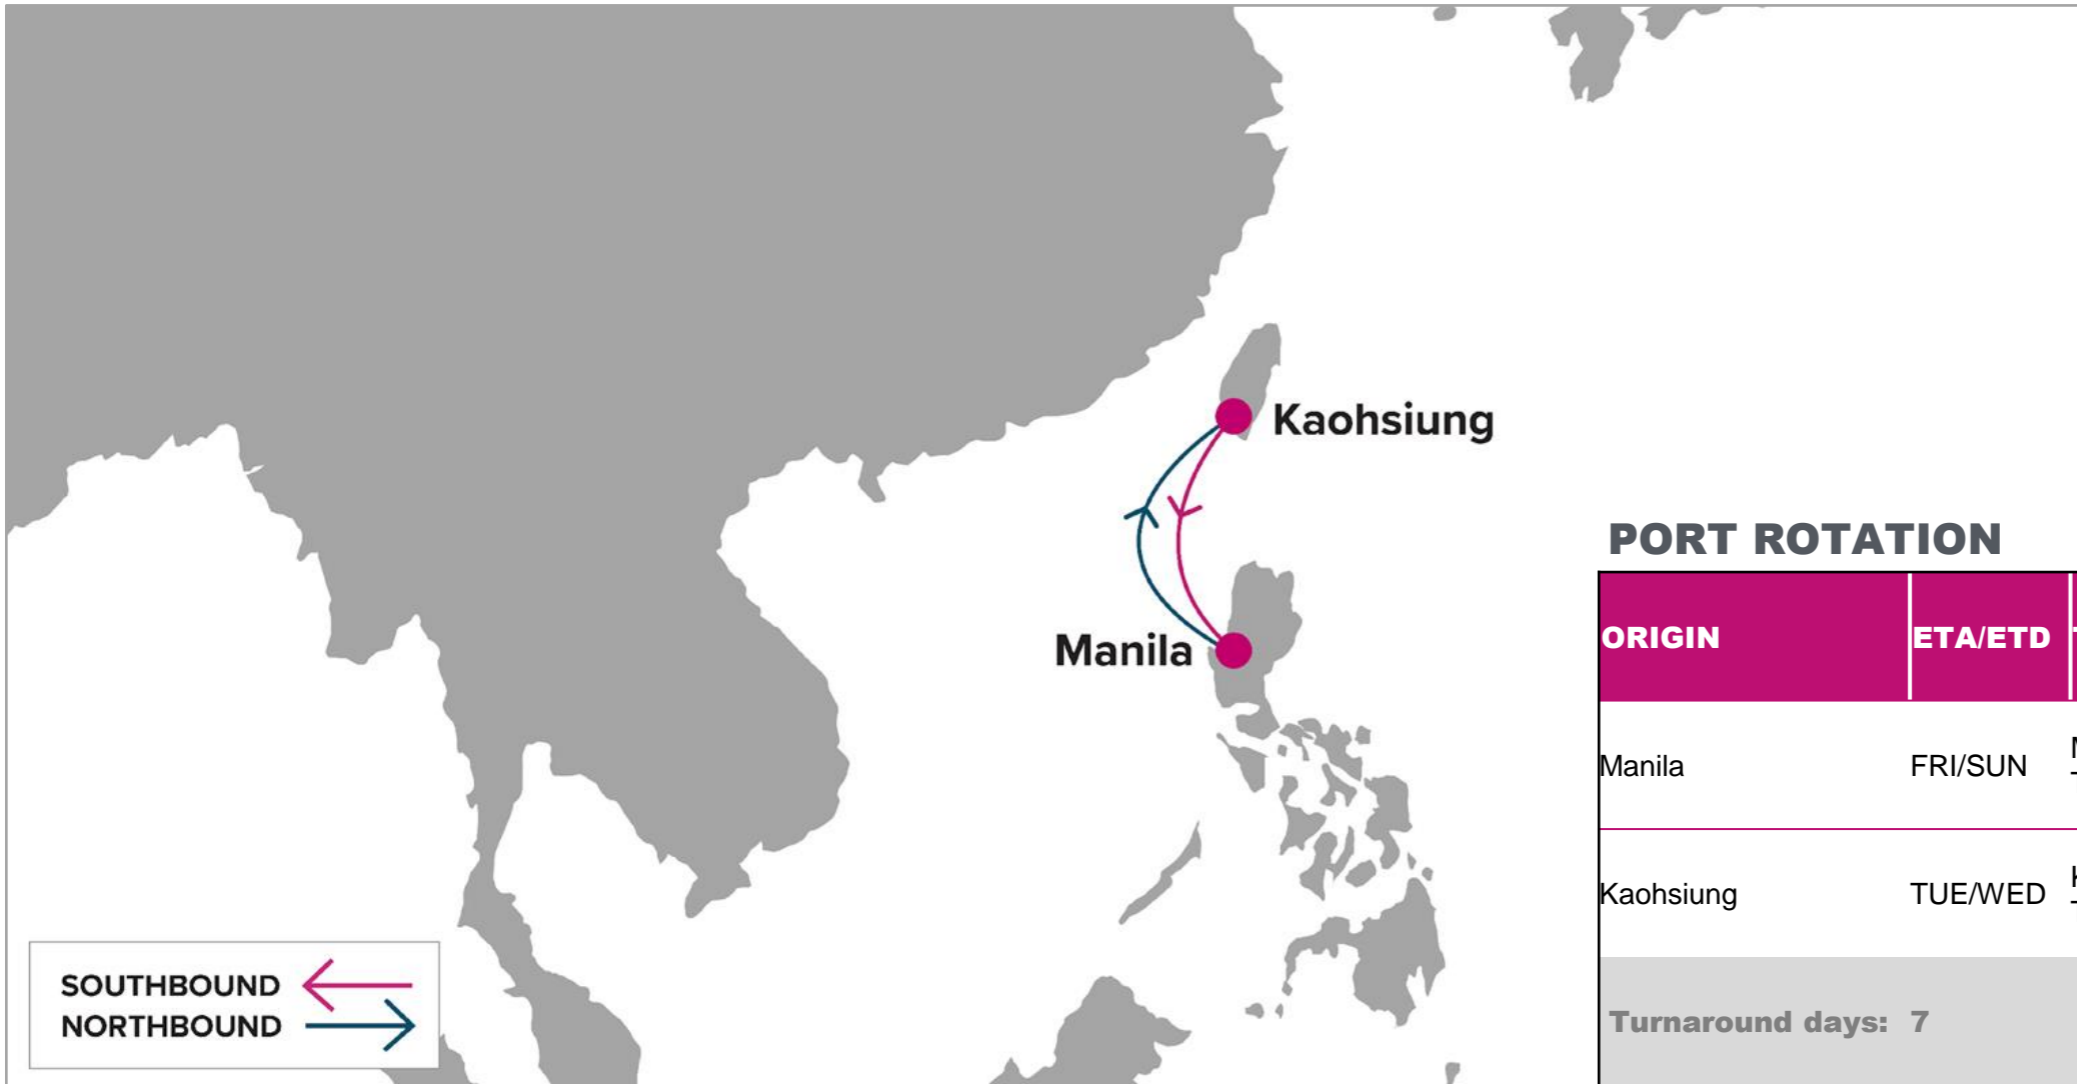 Kaohsiung
Manila
SOUTHBOUND
NORTHBOUND
PORT ROTATION
ORIGIN ETA/ETD
Manila FRI/SUN
Kaohsiung TUE/WED
Turnaround days: 7